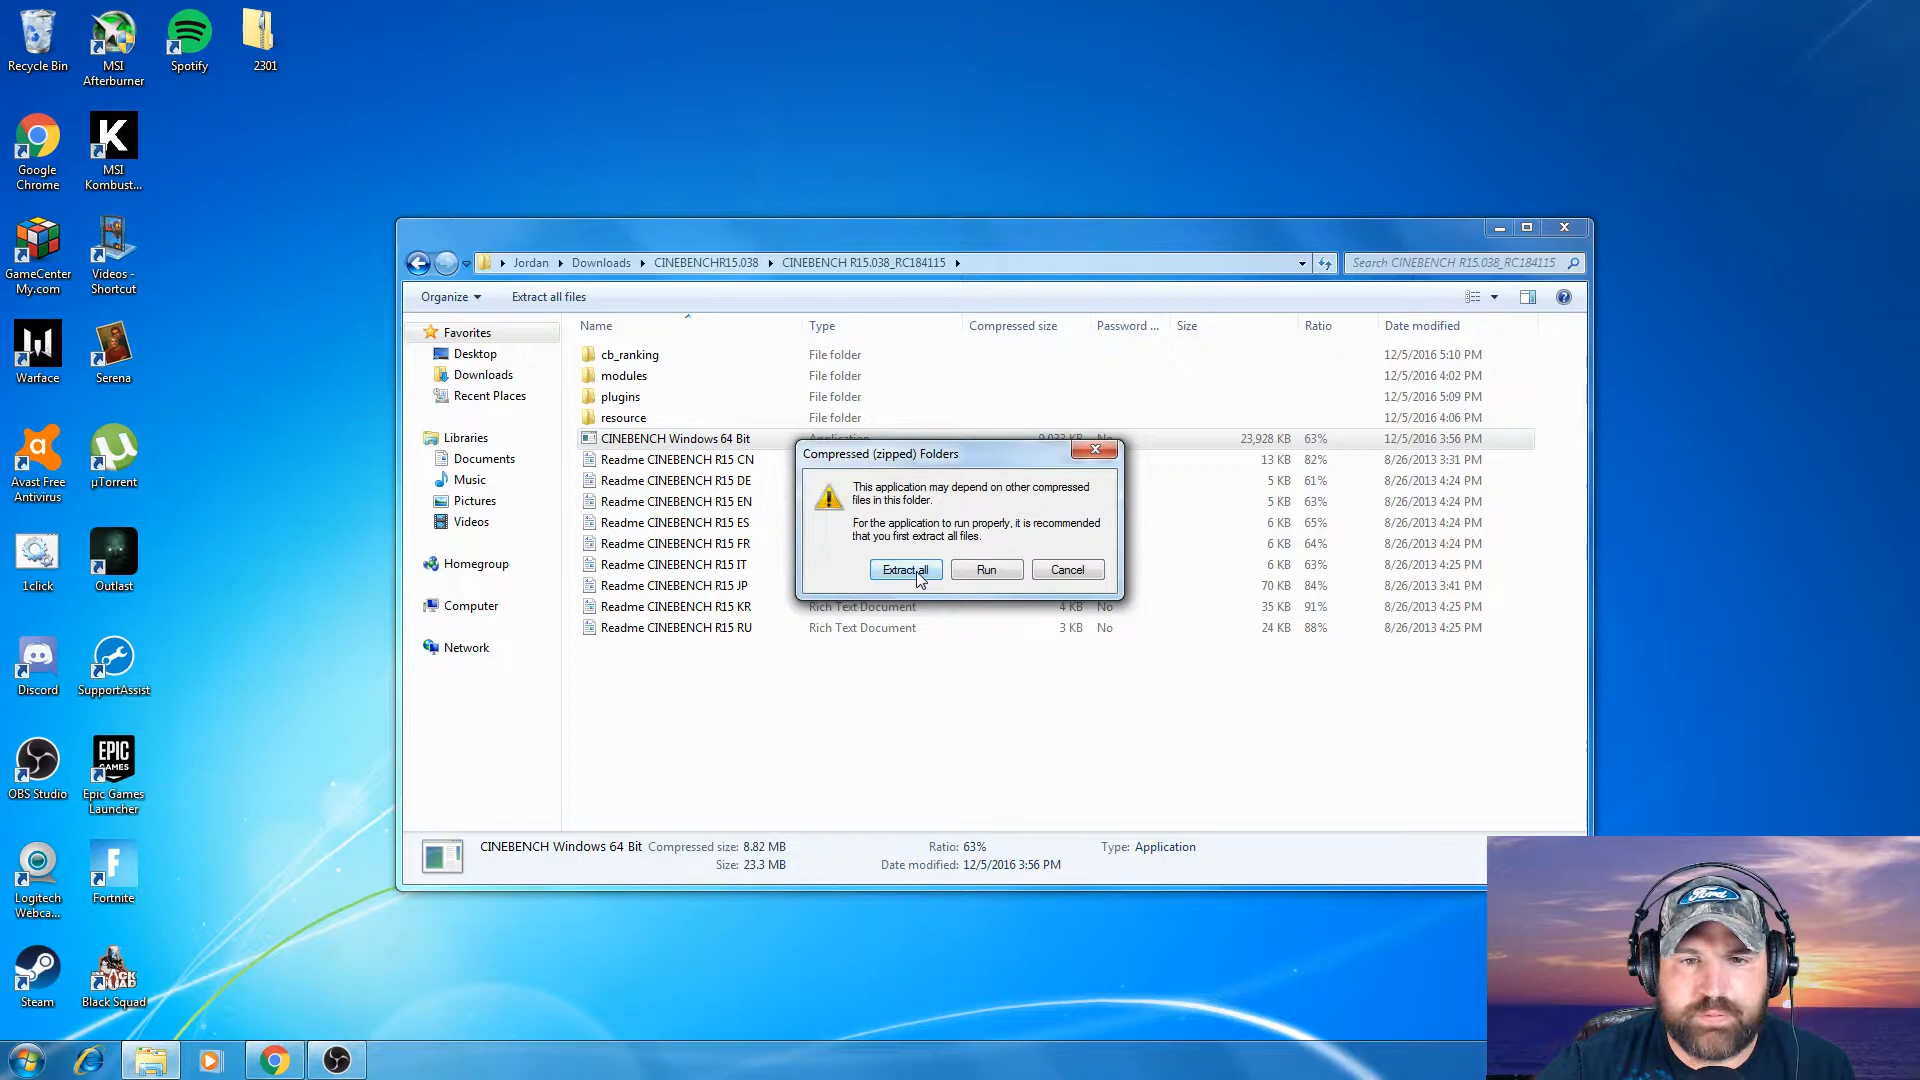 Recycle Bin
MSI
Afterburner
Spotify
2301
Google
Chrome
K
MSI
Kombust...
GameCenter
My.com
Videos -
Shortcut
Warface
Serena
Avast Free
Antivirus
µTorrent
1click
Outlast
Discord
SupportAssist
OBS Studio
EPIC
GAMES
Epic Games
Launcher
Logitech
Webca...
F
Fortnite
Steam
Black Squad
Jordan
Downloads
CINEBENCHR15.038
CINEBENCH R15.038_RC184115
Search CINEBENCH R15.038_RC184115
Organize
Extract all files
Favorites
Desktop
Downloads
Recent Places
Libraries
Documents
Music
Pictures
Videos
Homegroup
Computer
Network
Name Type Compressed size Password ... Size Ratio Date modified
cb_ranking File folder 12/5/2016 5:10 PM
modules File folder 12/5/2016 4:02 PM
plugins File folder 12/5/2016 5:09 PM
resource File folder 12/5/2016 4:06 PM
CINEBENCH Windows 64 Bit Application 9,033 KB No 23,928 KB 63% 12/5/2016 3:56 PM
Readme CINEBENCH R15 CN 13 KB 82% 8/26/2013 3:31 PM
Readme CINEBENCH R15 DE 5 KB 61% 8/26/2013 4:24 PM
Readme CINEBENCH R15 EN 5 KB 63% 8/26/2013 4:24 PM
Readme CINEBENCH R15 ES 6 KB 65% 8/26/2013 4:24 PM
Readme CINEBENCH R15 FR 6 KB 64% 8/26/2013 4:24 PM
Readme CINEBENCH R15 IT 6 KB 63% 8/26/2013 4:25 PM
Readme CINEBENCH R15 JP 70 KB 84% 8/26/2013 3:41 PM
Readme CINEBENCH R15 KR Rich Text Document 4 KB No 35 KB 91% 8/26/2013 4:25 PM
Readme CINEBENCH R15 RU Rich Text Document 3 KB No 24 KB 88% 8/26/2013 4:25 PM
Compressed (zipped) Folders
This application may depend on other compressed
files in this folder.
For the application to run properly, it is recommended
that you first extract all files.
Extract all
Run
Cancel
CINEBENCH Windows 64 Bit Compressed size: 8.82 MB Ratio: 63% Type: Application
Size: 23.3 MB Date modified: 12/5/2016 3:56 PM
Ford